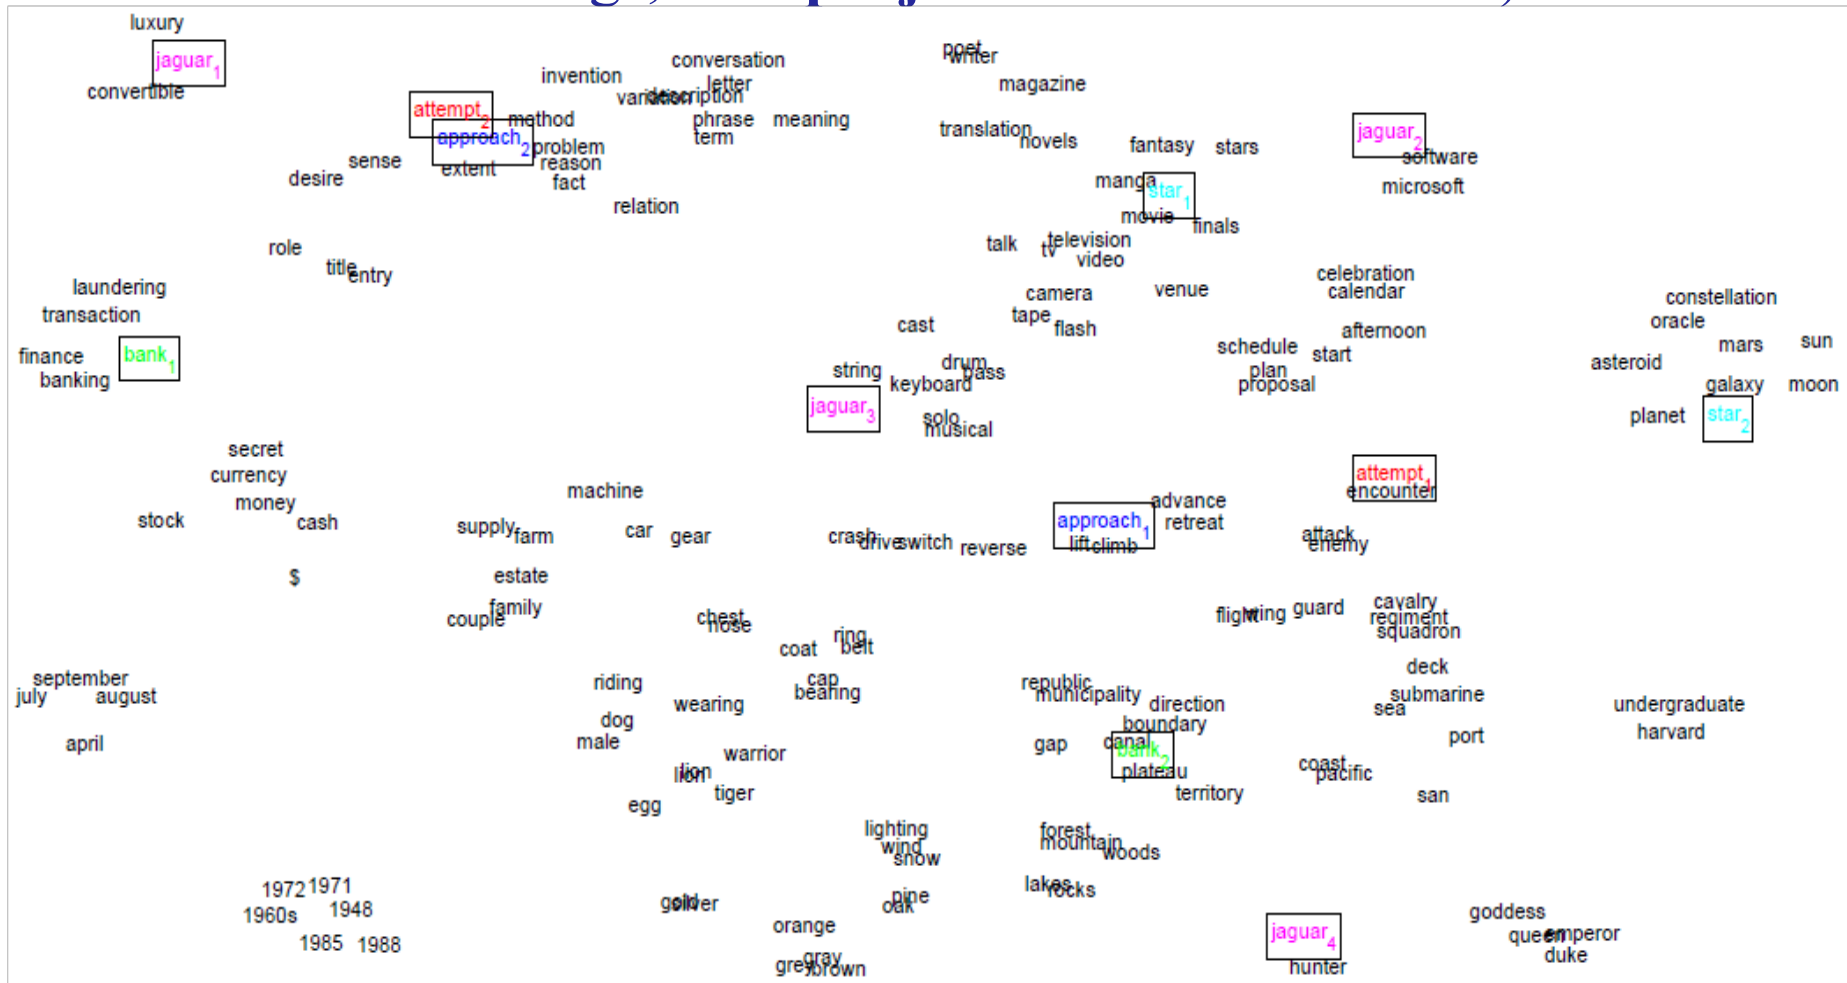 luxury
jaguar1
convertible
invention
conversation
letter
variation
description
attempt2
method
phrase
meaning
term
approach2
problem
sense
extent
reason
desire
fact
relation
poet
writer
magazine
translation
novels
fantasy
stars
jaguar2
software
microsoft
manga
star1
movie
finals
talk
tv
television
video
role
title
entry
laundering
transaction
finance
bank1
banking
camera
venue
tape
flash
celebration
calendar
afternoon
schedule
start
plan
proposal
constellation
oracle
mars
sun
asteroid
galaxy
moon
planet
star2
cast
string
drum
bass
keyboard
jaguar3
solo
musical
secret
currency
money
stock
cash
$
machine
supply
farm
car
gear
crash
drive
switch
reverse
estate
family
couple
attempt1
encounter
advance
approach1
retreat
lift
climb
attack
enemy
flight
wing
guard
cavalry
regiment
squadron
deck
submarine
sea
port
undergraduate
harvard
chest
nose
coat
ring
belt
cap
bearing
september
july
august
april
riding
wearing
dog
male
warrior
lion
tiger
egg
republic
municipality
direction
boundary
gap
canal
bank2
plateau
territory
coast
pacific
san
lighting
wind
snow
forest
mountain
woods
lakes
rocks
1972
1971
1960s
1948
1985
1988
gold
silver
pine
oak
orange
gray
grey
brown
jaguar4
hunter
goddess
queen
emperor
duke